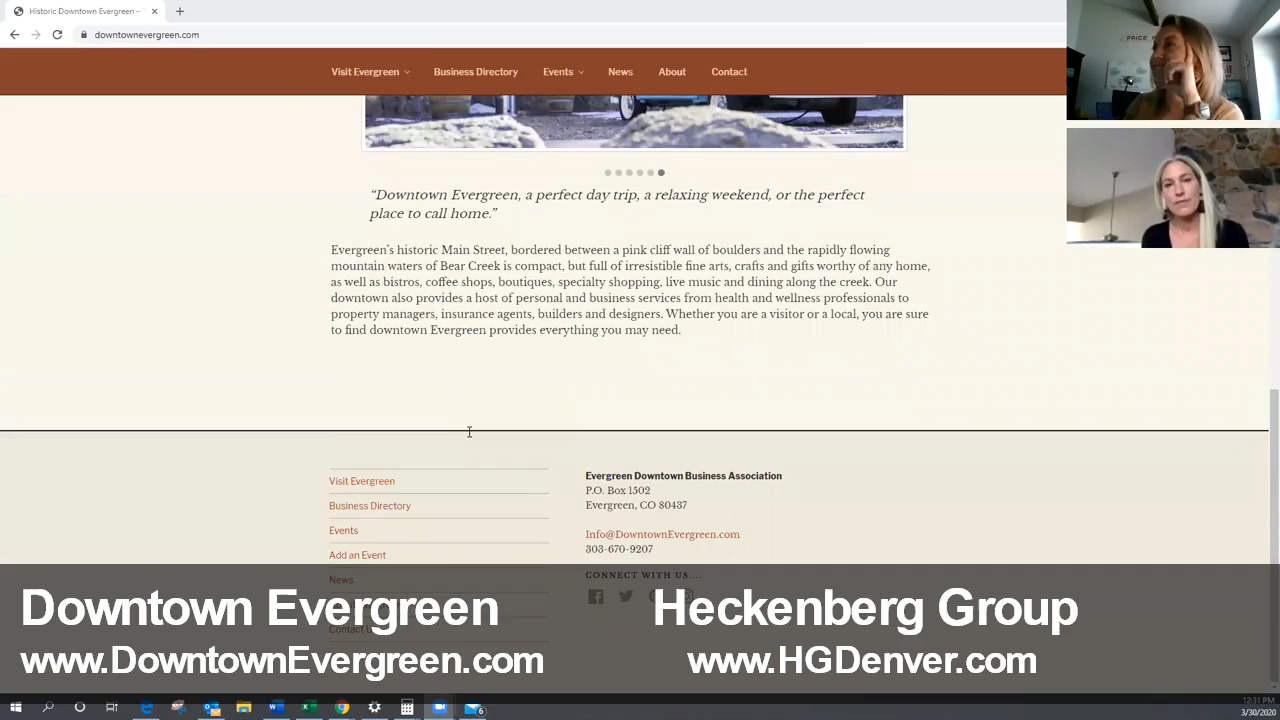 Historic Downtown Evergreen –
downtownevergreen.com
Visit Evergreen
Business Directory
Events
News
About
Contact
“Downtown Evergreen, a perfect day trip, a relaxing weekend, or the perfect
place to call home.”
Evergreen’s historic Main Street, bordered between a pink cliff wall of boulders and the rapidly flowing
mountain waters of Bear Creek is compact, but full of irresistible fine arts, crafts and gifts worthy of any home,
as well as bistros, coffee shops, boutiques, specialty shopping, live music and dining along the creek. Our
downtown also provides a host of personal and business services from health and wellness professionals to
property managers, insurance agents, builders and designers. Whether you are a visitor or a local, you are sure
to find downtown Evergreen provides everything you may need.
Visit Evergreen
Business Directory
Events
Add an Event
News
Contact
Evergreen Downtown Business Association
P.O. Box 1502
Evergreen, CO 80437
Info@DowntownEvergreen.com
303-670-9207
CONNECT WITH US....
Downtown Evergreen
www.DowntownEvergreen.com
Heckenberg Group
www.HGDenver.com
6
12:31 PM
3/30/2020